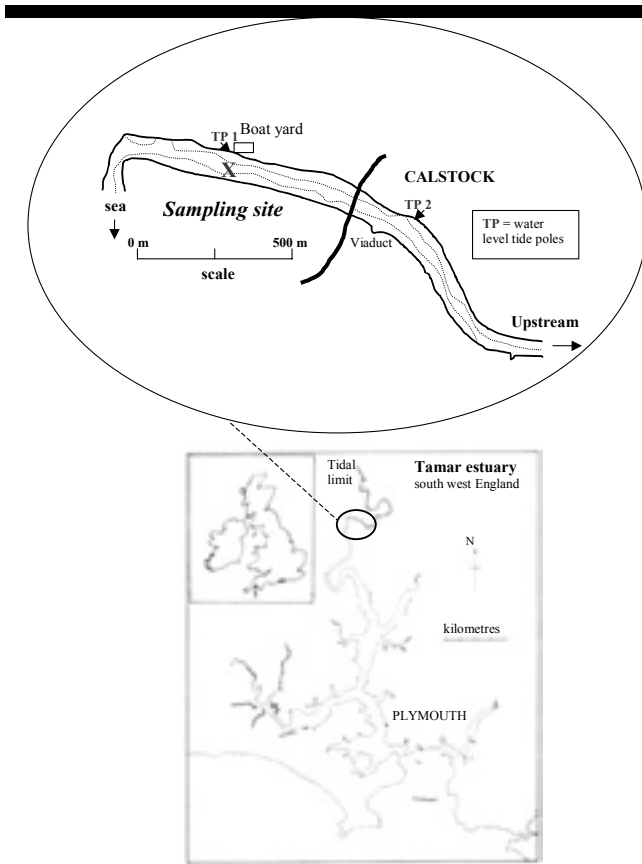 TP 1
Boat yard
X
CALSTOCK
TP 2
sea
Sampling site
TP = water
level tide poles
Viaduct
0 m
500 m
scale
Upstream
Tidal
limit
Tamar estuary
south west England
N
kilometres
PLYMOUTH